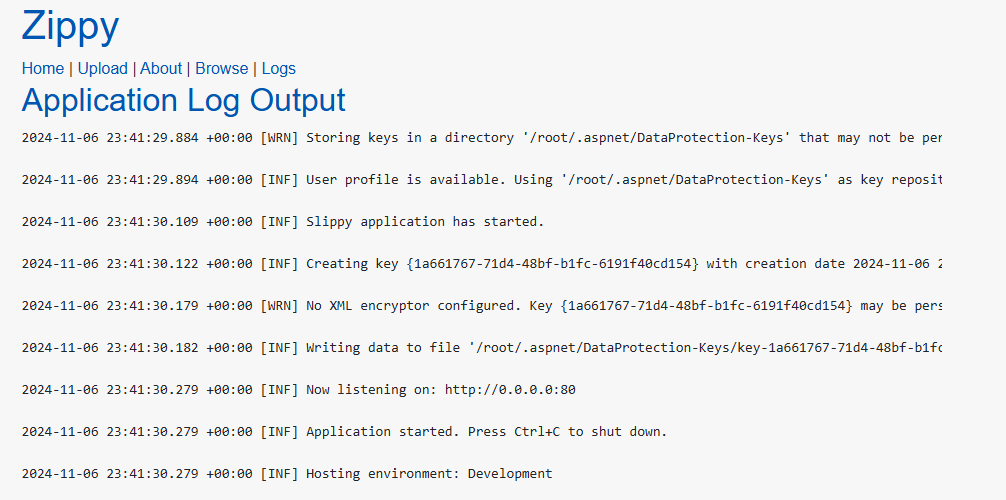 Zippy
Home | Upload | About | Browse | Logs
Application Log Output
2024-11-06 23:41:29.884 +00:00 [WRN] Storing keys in a directory '/root/.aspnet/DataProtection-Keys' that may not be per
2024-11-06 23:41:29.894 +00:00 [INF] User profile is available. Using '/root/.aspnet/DataProtection-Keys' as key reposit
2024-11-06 23:41:30.109 +00:00 [INF] Slippy application has started.
2024-11-06 23:41:30.122 +00:00 [INF] Creating key {1a661767-71d4-48bf-b1fc-6191f40cd154} with creation date 2024-11-06 2
2024-11-06 23:41:30.179 +00:00 [WRN] No XML encryptor configured. Key {1a661767-71d4-48bf-b1fc-6191f40cd154} may be pers
2024-11-06 23:41:30.182 +00:00 [INF] Writing data to file '/root/.aspnet/DataProtection-Keys/key-1a661767-71d4-48bf-b1fc
2024-11-06 23:41:30.279 +00:00 [INF] Now listening on: http://0.0.0.0:80
2024-11-06 23:41:30.279 +00:00 [INF] Application started. Press Ctrl+C to shut down.
2024-11-06 23:41:30.279 +00:00 [INF] Hosting environment: Development